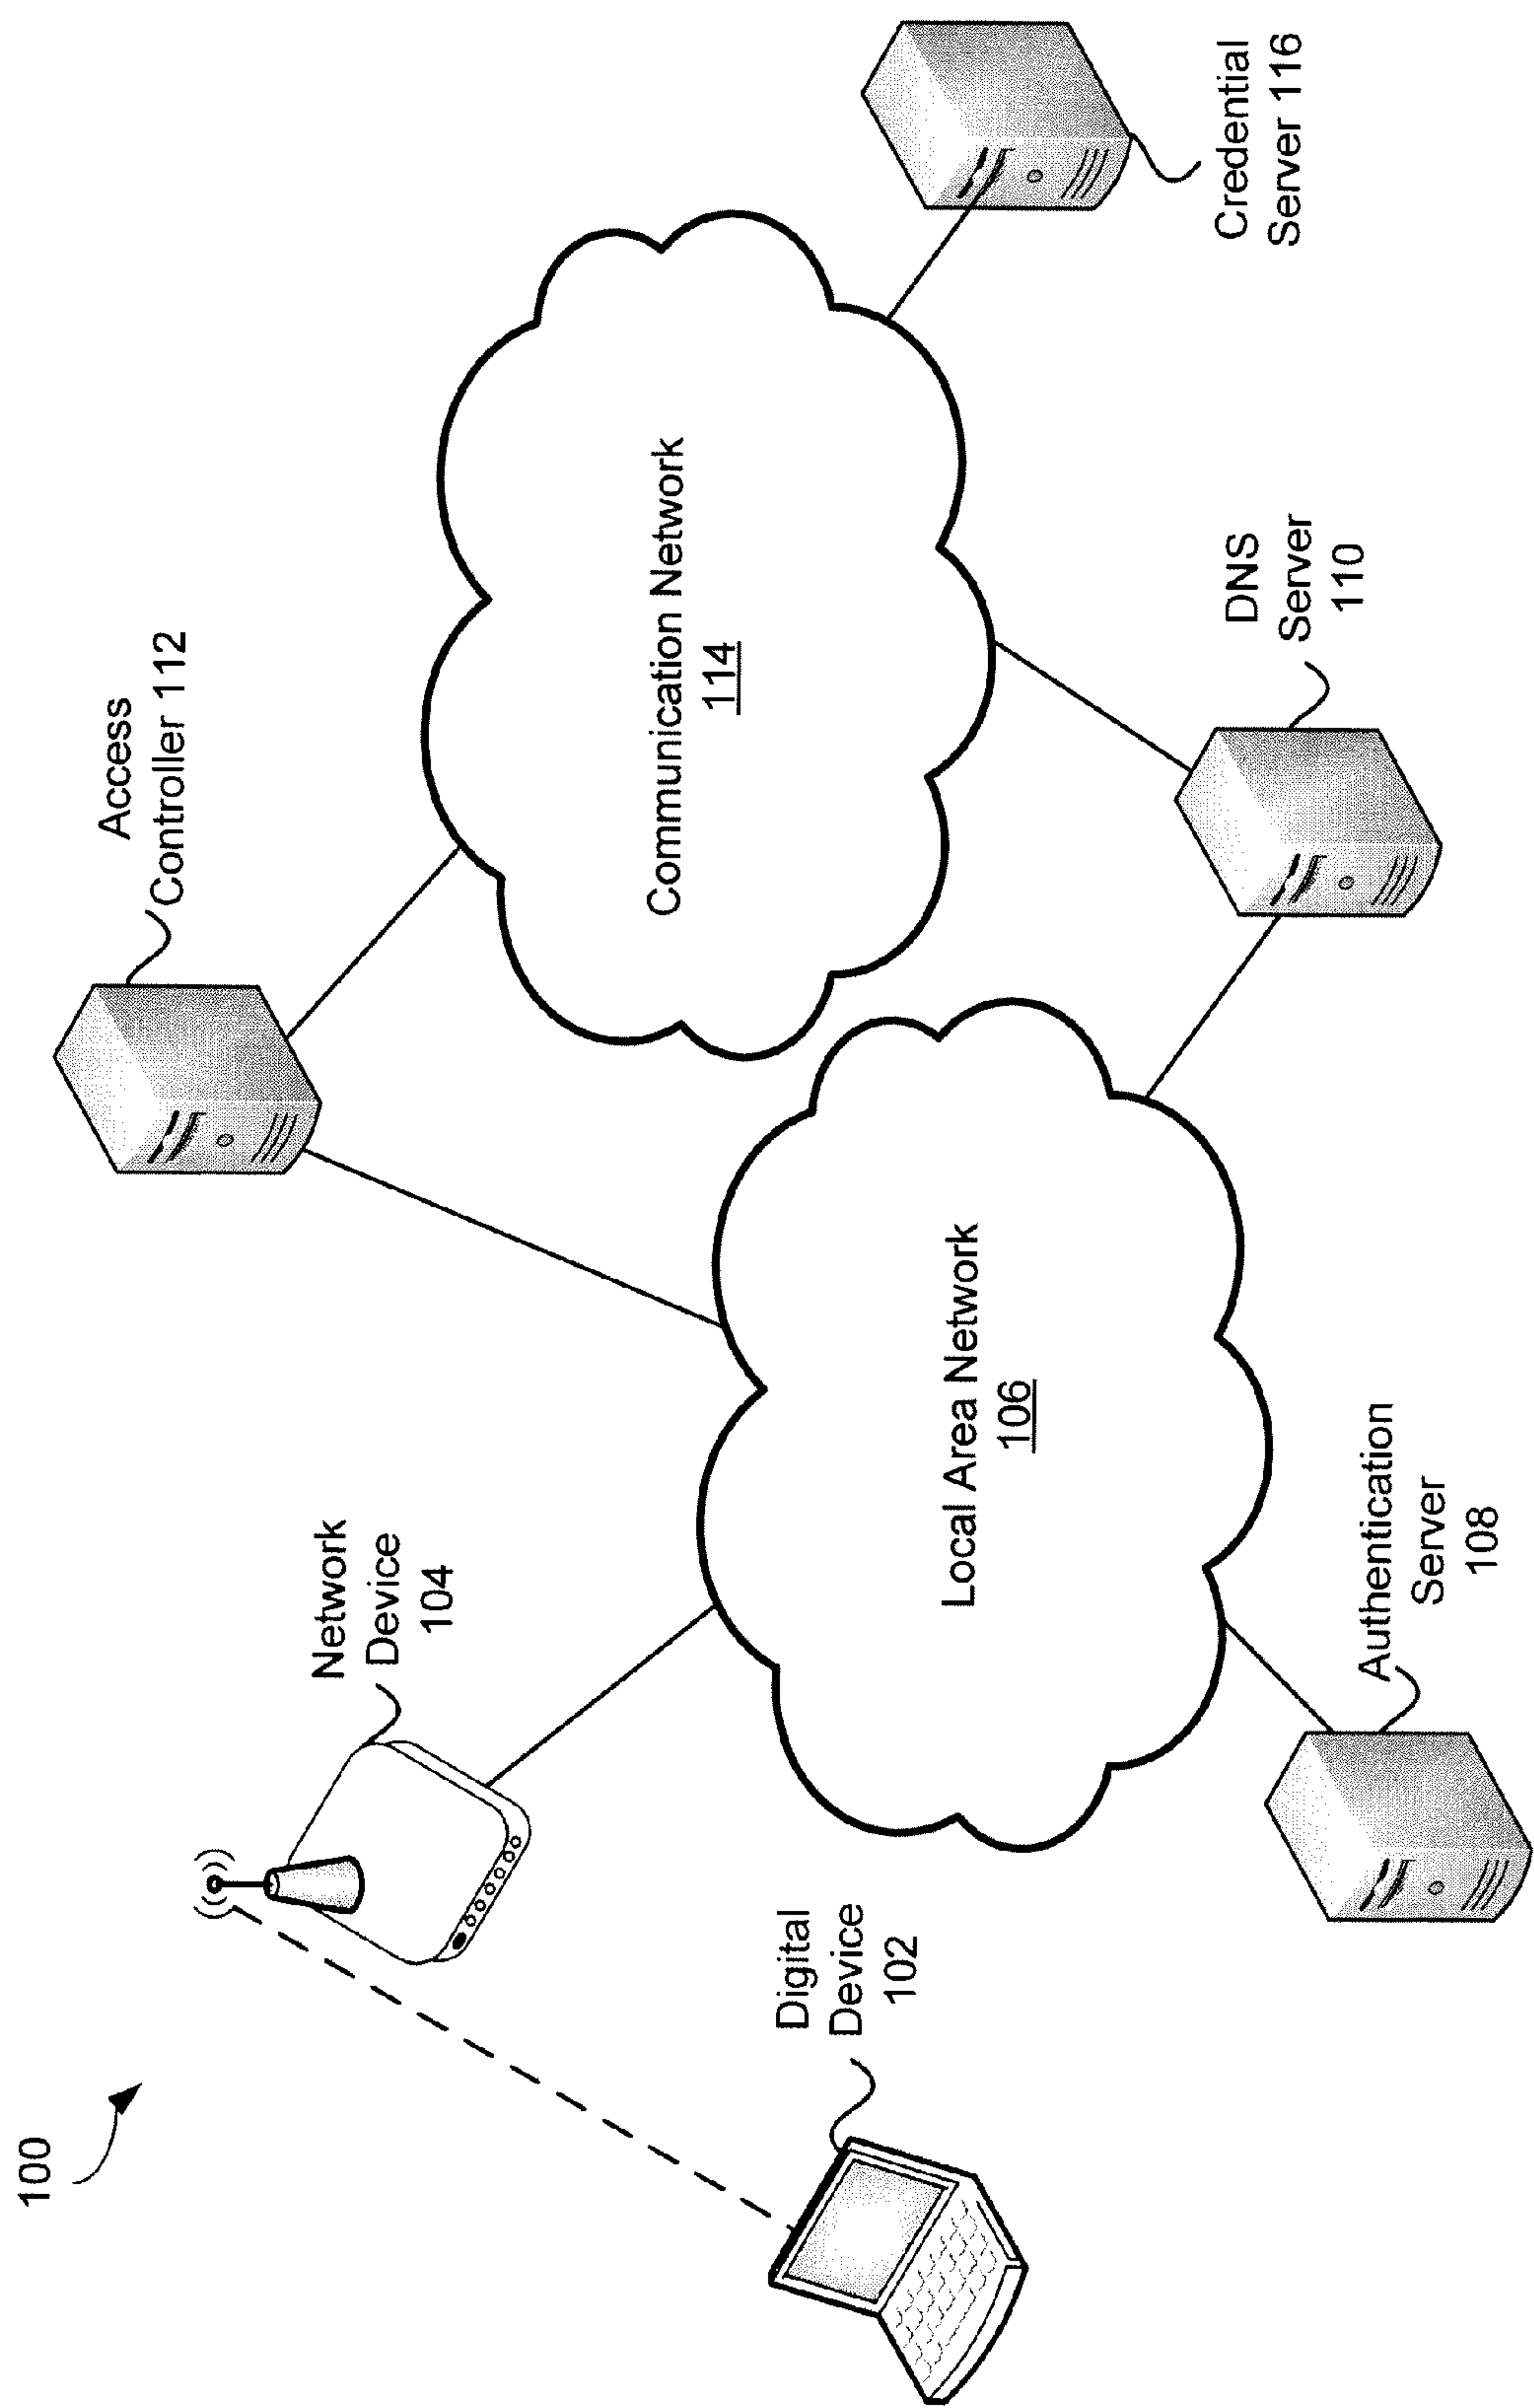 100
Digital
Device
102
Network
Device
104
Access
Controller 112
Local Area Network
106
Communication Network
114
Authentication
Server
108
DNS
Server
110
Credential
Server 116